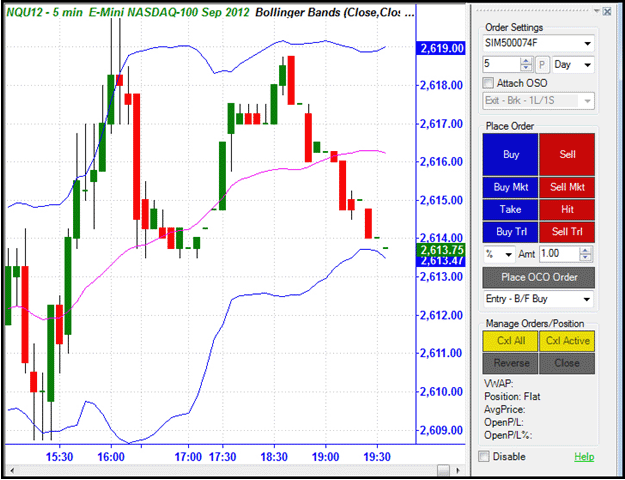 NQU12 - 5 min E-Mini NASDAQ-100 Sep 2012 Bollinger Bands (Close,Clo: ...
2,619.00
2,618.00
2,617.00
2,616.00
2,615.00
2,614.00
2,613.75
2,613.47
2,613.00
2,612.00
2,611.00
2,610.00
2,609.00
15:30 16:00 17:00 17:30 18:00 19:00 19:30
Order Settings
SIM500074F
5 P Day
Attach OSO
Exit - Brk - 1L/1S
Place Order
Buy Sell
Buy Mkt Sell Mkt
Take Hit
Buy Trl Sell Trl
% Amt 1.00
Place OCO Order
Entry - B/F Buy
Manage Orders/Position
Cxl All Cxl Active
Reverse Close
VWAP:
Position: Flat
AvgPrice:
OpenP/L:
OpenP/L%:
Disable Help